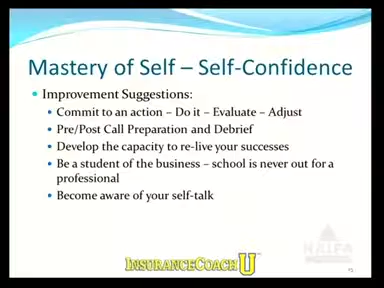 Mastery of Self – Self-Confidence
Improvement Suggestions:
Commit to an action – Do it – Evaluate – Adjust
Pre/Post Call Preparation and Debrief
Develop the capacity to re-live your successes
Be a student of the business – school is never out for a
professional
Become aware of your self-talk
INSURANCECOACH U